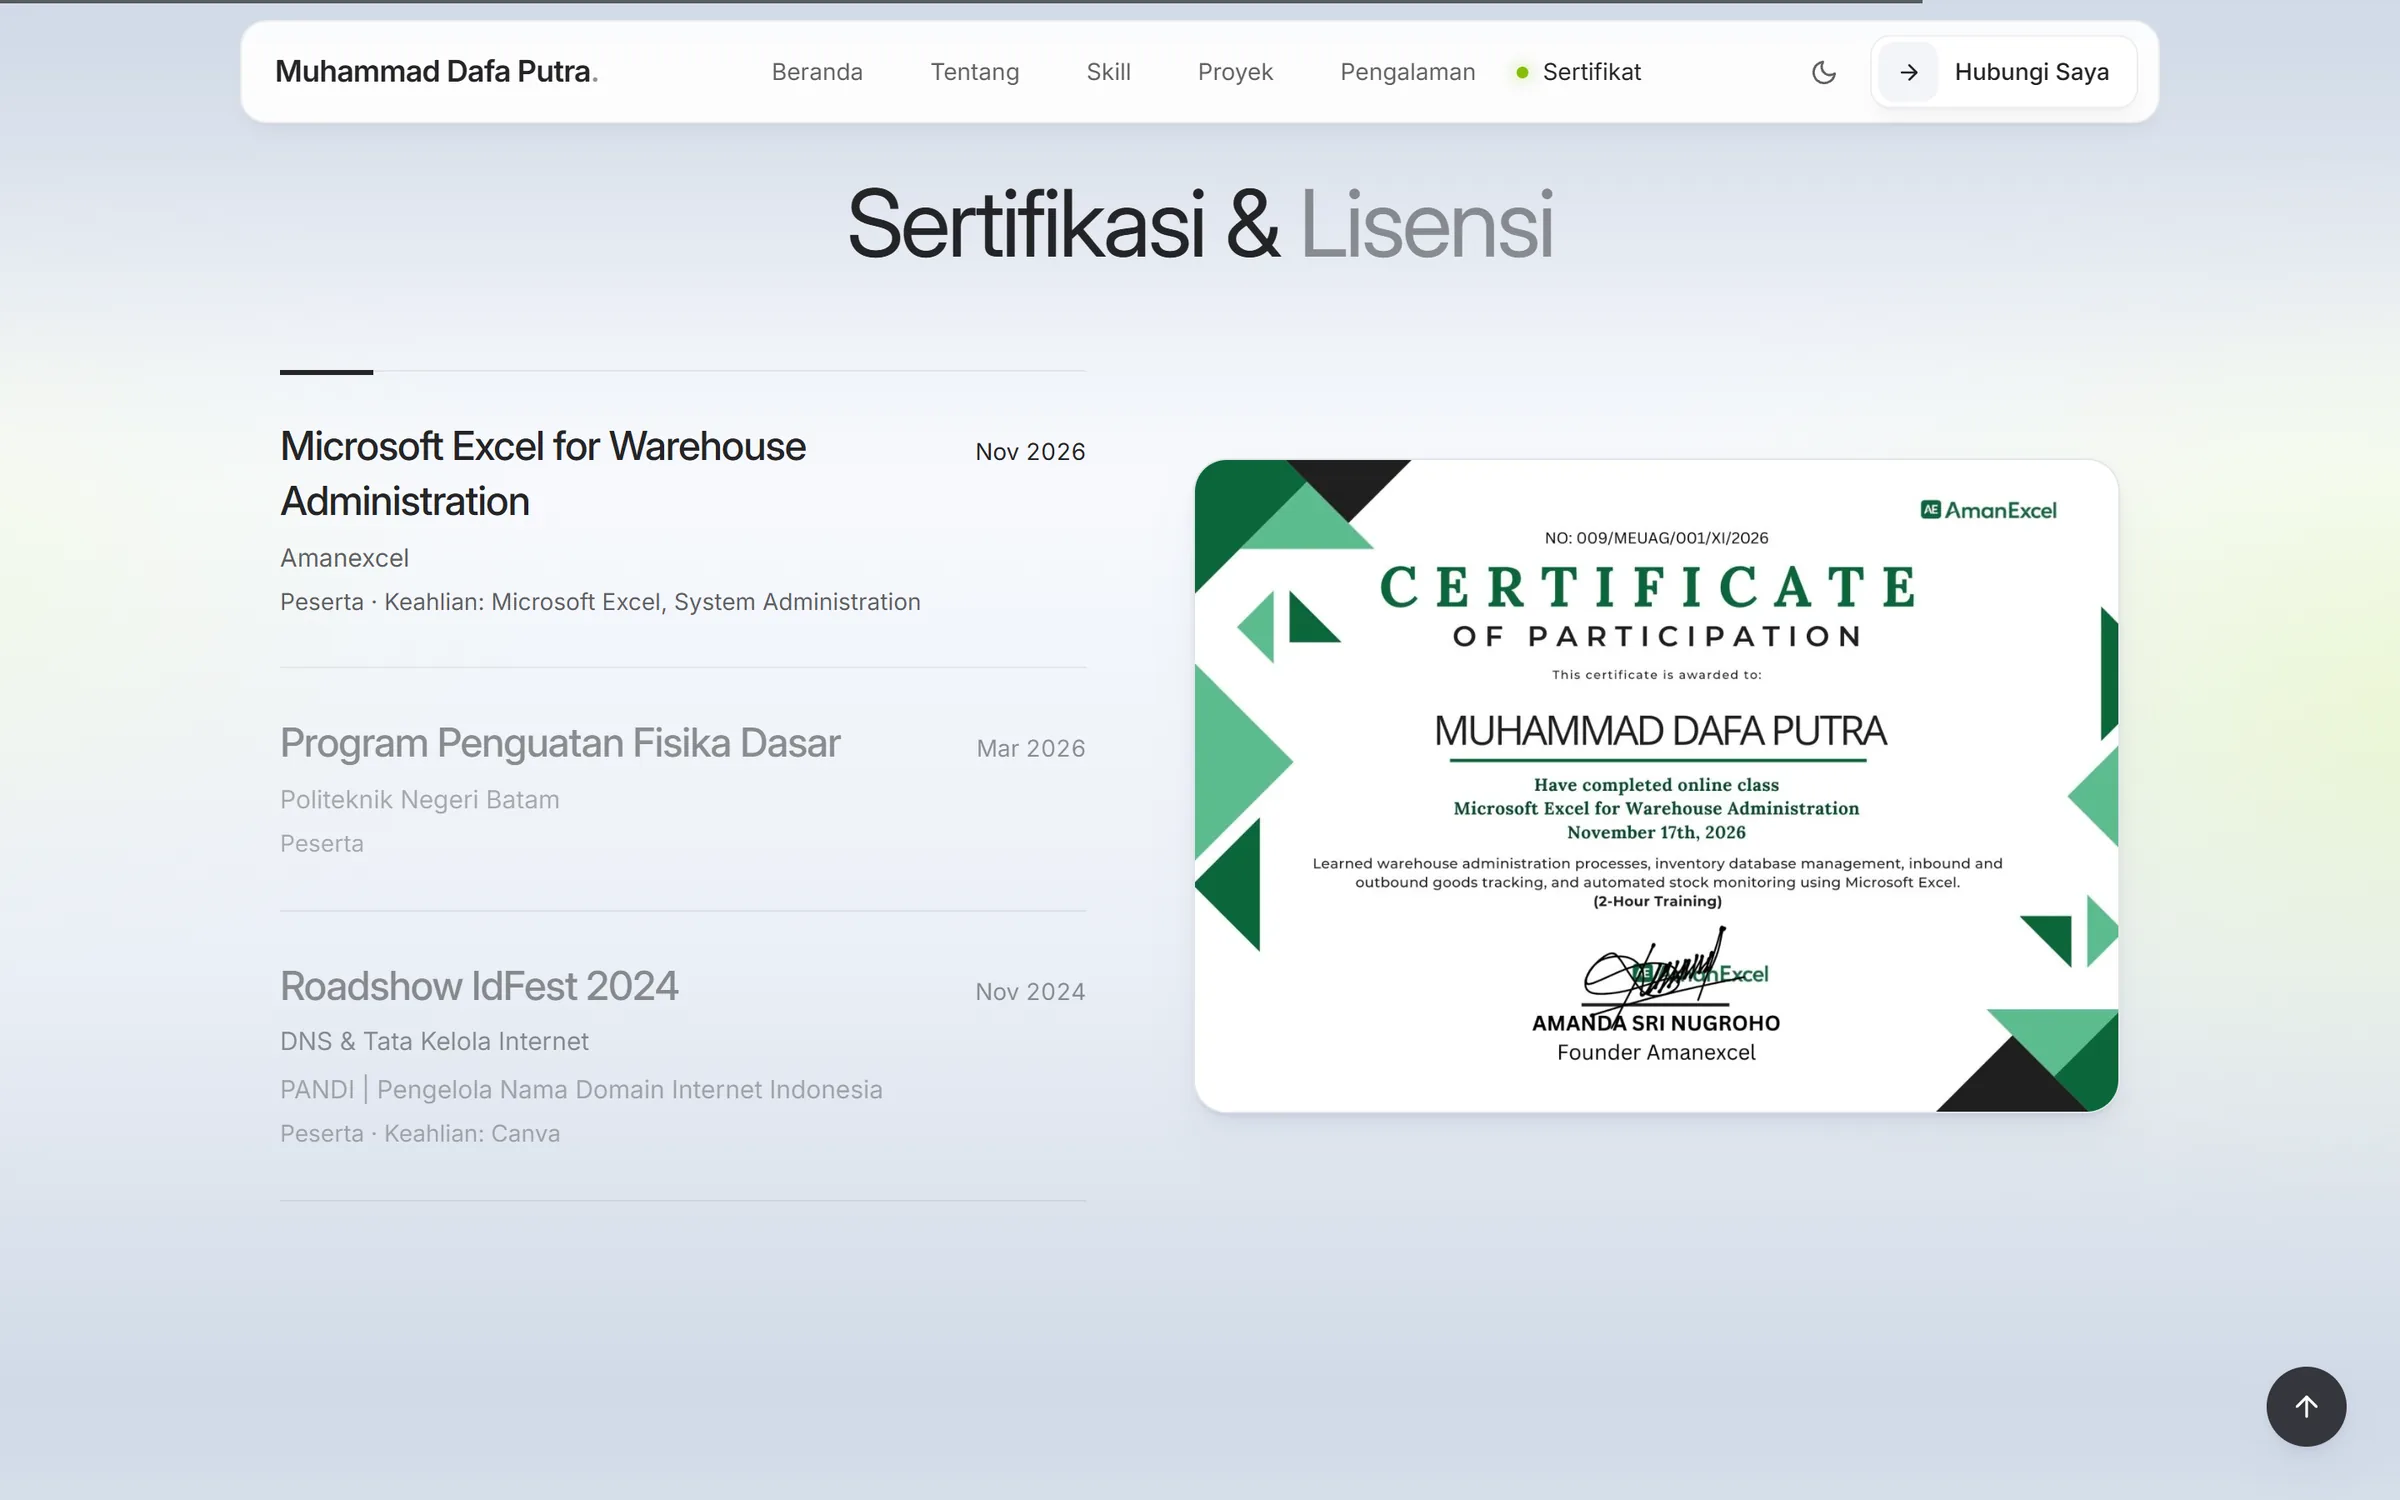 Muhammad Dafa Putra.
Beranda
Tentang
Skill
Proyek
Pengalaman
Sertifikat
Hubungi Saya
Sertifikasi & Lisensi
Microsoft Excel for Warehouse
Administration
Nov 2026
Amanexcel
Peserta · Keahlian: Microsoft Excel, System Administration
Program Penguatan Fisika Dasar
Mar 2026
Politeknik Negeri Batam
Peserta
Roadshow IdFest 2024
Nov 2024
DNS & Tata Kelola Internet
PANDI | Pengelola Nama Domain Internet Indonesia
Peserta · Keahlian: Canva
AE AmanExcel
NO: 009/MEUAG/001/XI/2026
CERTIFICATE
OF PARTICIPATION
This certificate is awarded to:
MUHAMMAD DAFA PUTRA
Have completed online class
Microsoft Excel for Warehouse Administration
November 17th, 2026
Learned warehouse administration processes, inventory database management, inbound and
outbound goods tracking, and automated stock monitoring using Microsoft Excel.
(2-Hour Training)
AE AmanExcel
AMANDA SRI NUGROHO
Founder Amanexcel